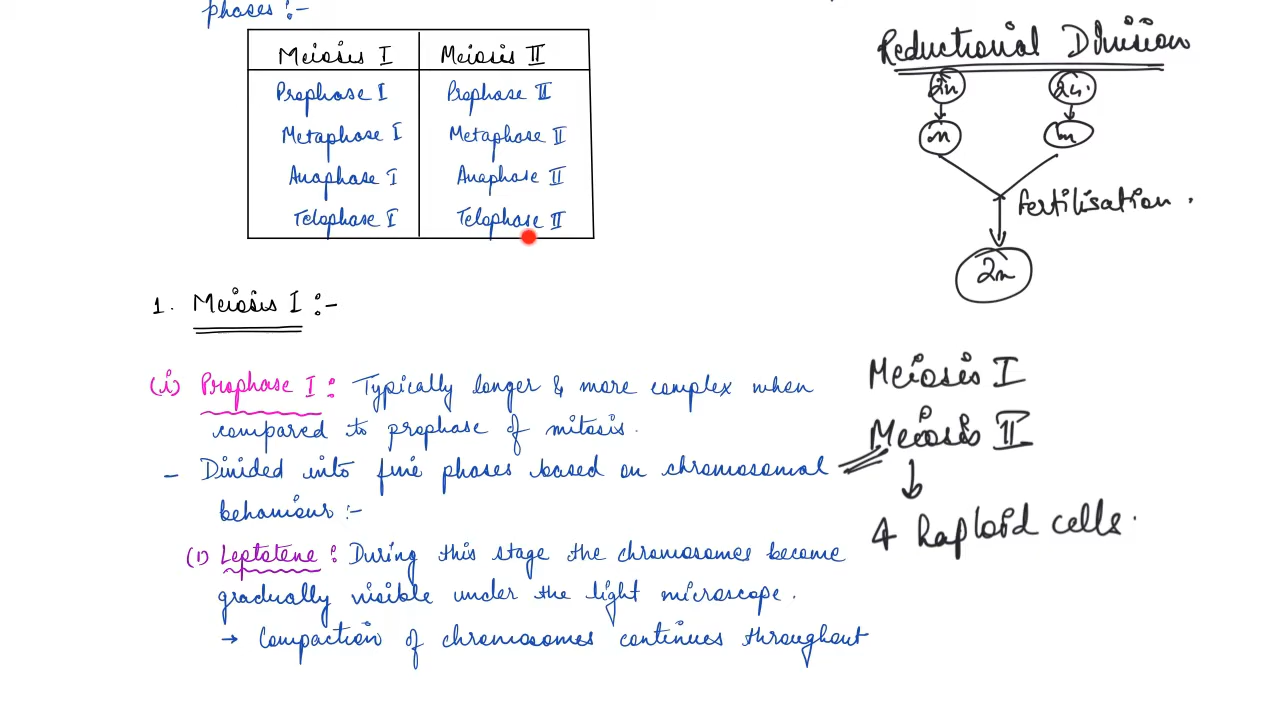 phases :-
Meiosis I Meiosis II
Prophase I Prophase II
Metaphase I Metaphase II
Anaphase I Anaphase II
Telophase I Telophase II
1. Meiosis I :-
(i) Prophase I : Typically longer & more complex when
compared to prophase of mitosis.
- Divided into five phases based on chromosomal
behaviour :-
(1) Leptotene : During this stage the chromosomes become
gradually visible under the light microscope.
→ Compaction of chromosomes continues throughout
Reductional Division
2n 2n
n n
fertilisation.
2n
Meiosis I
Meiosis II
↓
4 haploid cells.